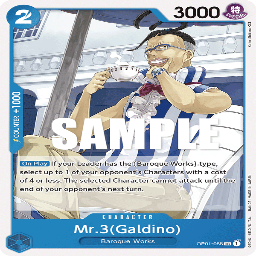 2
3000
特
COUNTER +1000
SAMPLE
On Play If your Leader has the {Baroque Works} type,
select up to 1 of your opponent's Characters with a cost
of 4 or less. The selected Character cannot attack until the
end of your opponent's next turn.
CHARACTER
Mr.3(Galdino)
Baroque Works